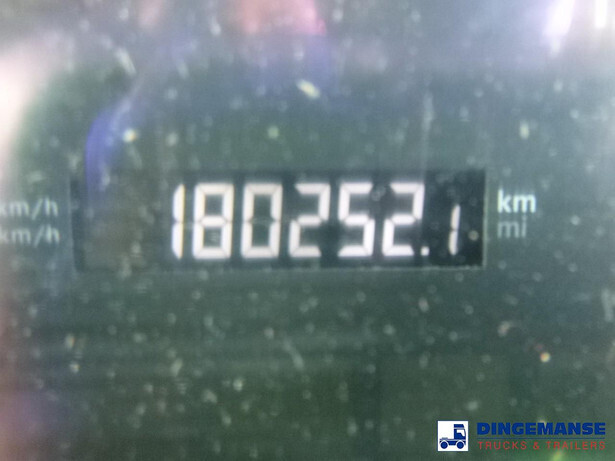 km/h
km/h
180252.1
km
mi
DINGEMANSE
TRUCKS & TRAILERS